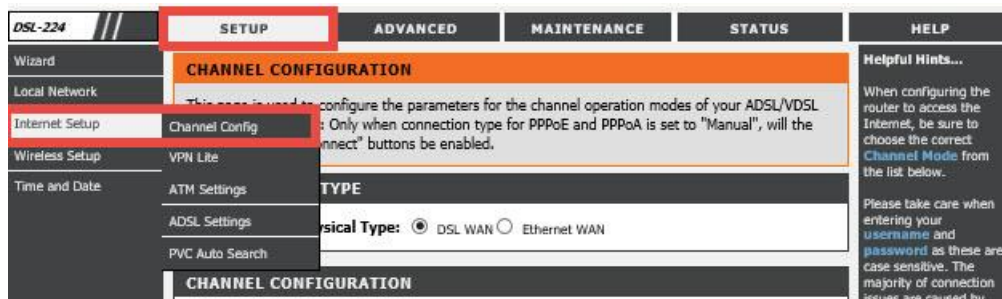 DSL-224
SETUP
ADVANCED
MAINTENANCE
STATUS
HELP
Wizard
Local Network
Internet Setup
Wireless Setup
Time and Date
Channel Config
VPN Lite
ATM Settings
ADSL Settings
PVC Auto Search
CHANNEL CONFIGURATION
This page is used to configure the parameters for the channel operation modes of your ADSL/VDSL
: Only when connection type for PPPoE and PPPoA is set to "Manual", will the
" buttons be enabled.
TYPE
Type: DSL WAN Ethernet WAN
CHANNEL CONFIGURATION
Helpful Hints...
When configuring the
router to access the
Internet, be sure to
choose the correct
Channel Mode from
the list below.
Please take care when
entering your
username and
password as these are
case sensitive. The
majority of connection
issues are caused by